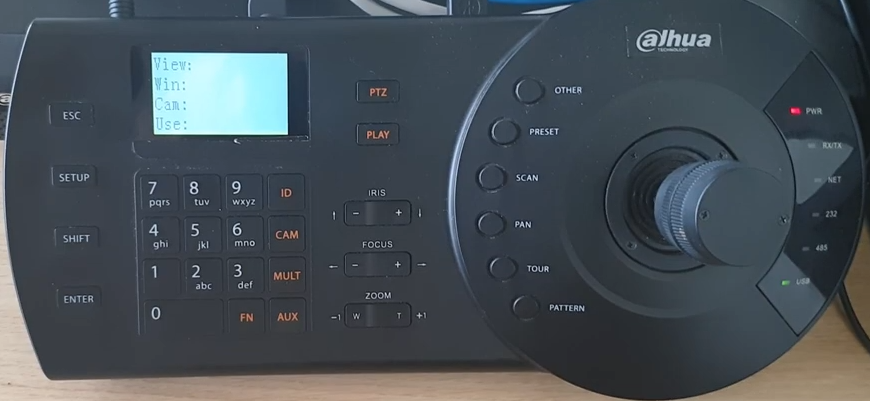 alhua
TECHNOLOGY
View:
Win:
Cam:
Use:
ESC
SETUP
SHIFT
ENTER
7 8 9 ID
pqrs tuv wxyz
4 5 6 CAM
ghi jkl mno
1 2 3 MULT
abc def
0 FN AUX
PTZ
PLAY
IRIS
↑ - + ↓
FOCUS
← - + →
ZOOM
-1 W T +1
OTHER
PRESET
SCAN
PAN
TOUR
PATTERN
PWR
RX/TX
NET
232
485
USB